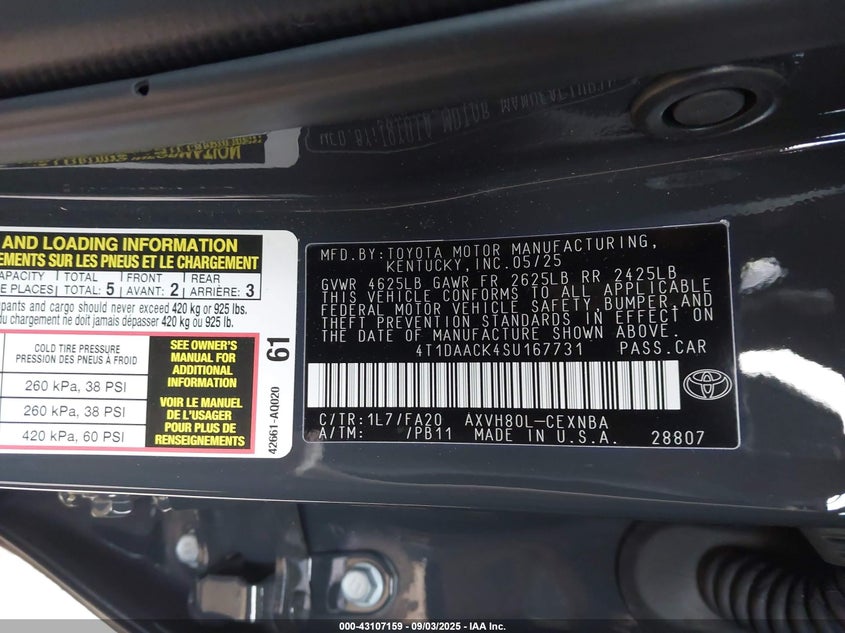 AND LOADING INFORMATION
EMENTS SUR LES PNEUS ET LE CHARGEMENT
CAPACITY TOTAL FRONT REAR
E PLACES TOTAL: 5 AVANT: 2 ARRIÈRE: 3
pants and cargo should never exceed 420 kg or 925 lbs.
du chargement ne doit jamais dépasser 420 kg ou 925 lb.
COLD TIRE PRESSURE
PRESSION DES PNEUS À FROID
260 kPa, 38 PSI
260 kPa, 38 PSI
420 kPa, 60 PSI
SEE OWNER'S
MANUAL FOR
ADDITIONAL
INFORMATION
VOIR LE MANUEL
DE L'USAGER
POUR PLUS DE
RENSEIGNEMENTS
42661-A0020
61
MFD.BY:TOYOTA MOTOR MANUFACTURING,
KENTUCKY,INC.05/25
GVWR 4625LB GAWR FR 2625LB RR 2425LB
THIS VEHICLE CONFORMS TO ALL APPLICABLE
FEDERAL MOTOR VEHICLE SAFETY,BUMPER,AND
THEFT PREVENTION STANDARDS IN EFFECT ON
THE DATE OF MANUFACTURE SHOWN ABOVE.
4T1DAACK4SU167731 PASS.CAR
C/TR:1L7/FA20 AXVH80L-CEXNBA
A/TM: /PB11 MADE IN U.S.A. 28807
000-43107159 - 09/03/2025 - IAA Inc.